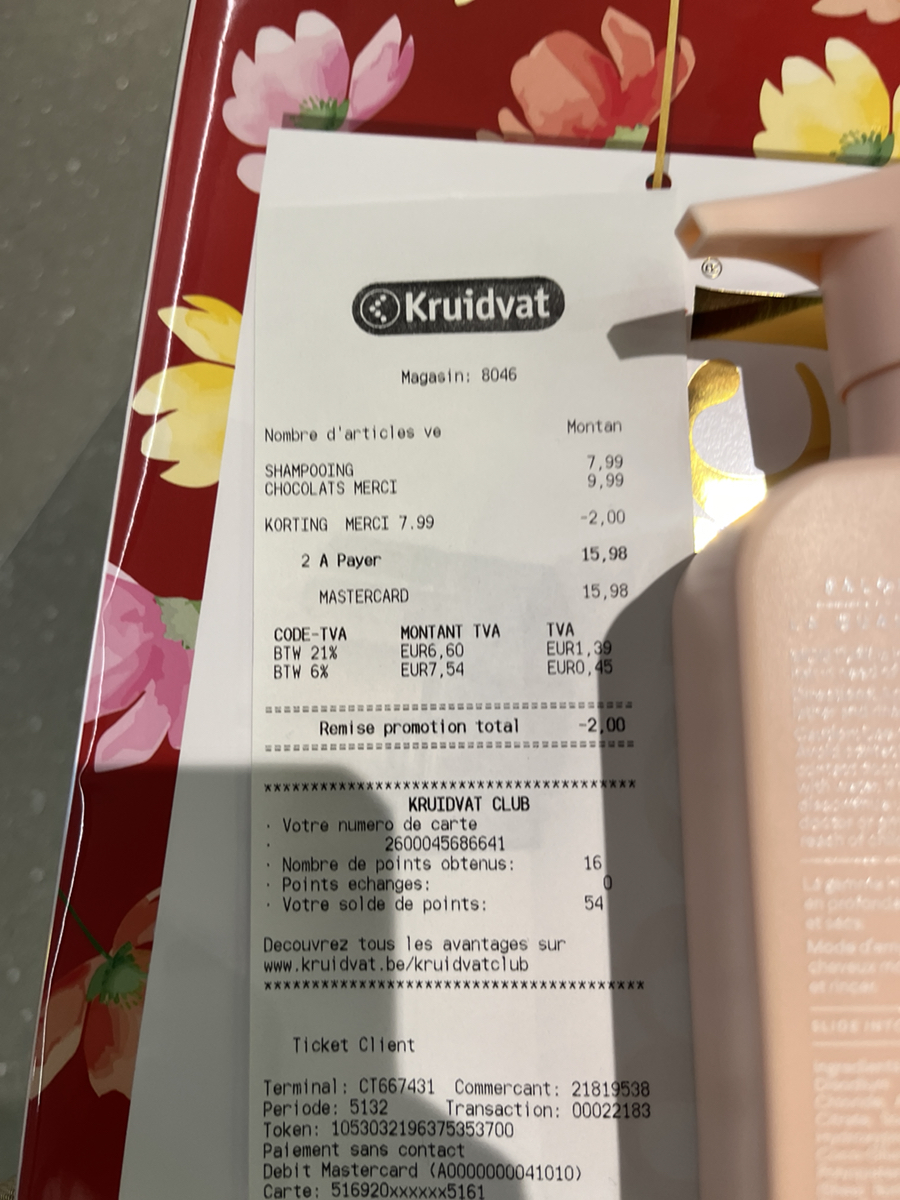 Kruidvat
Magasin: 8046
Nombre d'articles ve Montan
SHAMPOOING 7,99
CHOCOLATS MERCI 9,99
KORTING MERCI 7.99 -2,00
2 A Payer 15,98
MASTERCARD 15,98
CODE-TVA MONTANT TVA TVA
BTW 21% EUR6,60 EUR1,39
BTW 6% EUR7,54 EUR0,45
====================================
Remise promotion total -2,00
====================================
****************************************
KRUIDVAT CLUB
· Votre numero de carte
· 2600045686641
· Nombre de points obtenus: 16
· Points echanges: 0
· Votre solde de points: 54
Decouvrez tous les avantages sur
www.kruidvat.be/kruidvatclub
****************************************
Ticket Client
Terminal: CT667431 Commercant: 21819538
Periode: 5132 Transaction: 00022183
Token: 1053032196375353700
Paiement sans contact
Debit Mastercard (A0000000041010)
Carte: 516920xxxxxx5161
®
et rincer.